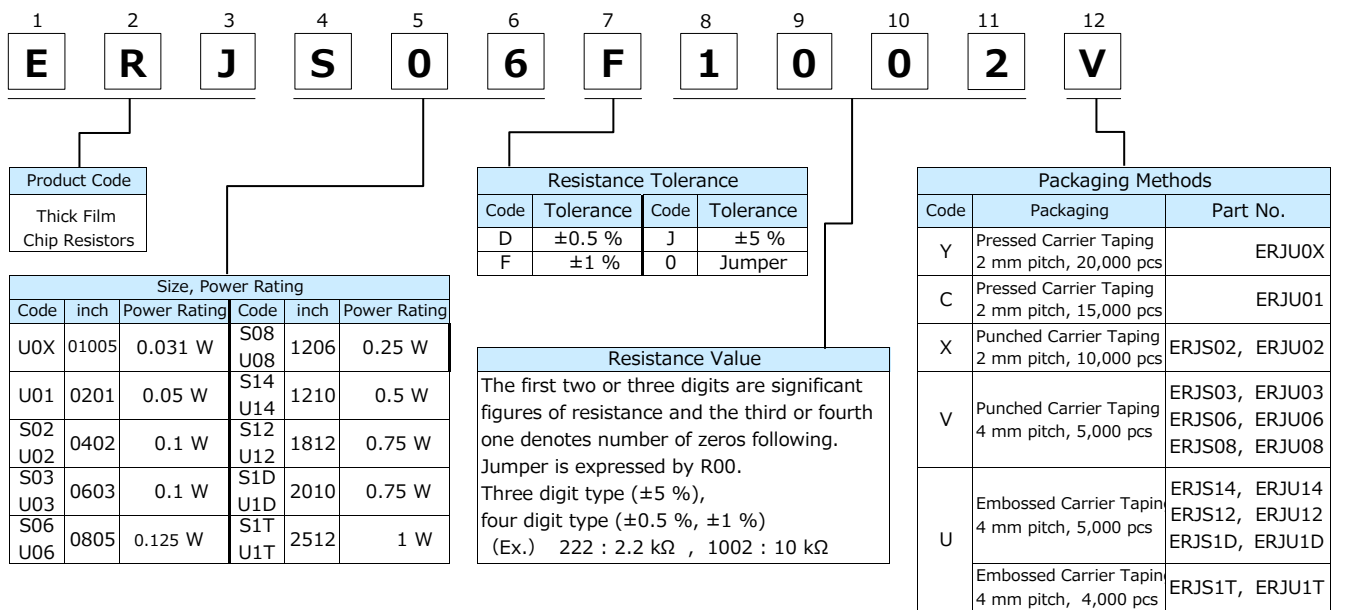 1 2 3 4 5 6 7 8 9 10 11 12
E R J S 0 6 F 1 0 0 2 V
Product Code
Thick Film
Chip Resistors
Size, Power Rating
Code inch Power Rating Code inch Power Rating
U0X 01005 0.031 W S08 U08 1206 0.25 W
U01 0201 0.05 W S14 U14 1210 0.5 W
S02 U02 0402 0.1 W S12 U12 1812 0.75 W
S03 U03 0603 0.1 W S1D U1D 2010 0.75 W
S06 U06 0805 0.125 W S1T U1T 2512 1 W
Resistance Tolerance
Code Tolerance Code Tolerance
D ±0.5 % J ±5 %
F ±1 % 0 Jumper
Resistance Value
The first two or three digits are significant
figures of resistance and the third or fourth
one denotes number of zeros following.
Jumper is expressed by R00.
Three digit type (±5 %),
four digit type (±0.5 %, ±1 %)
(Ex.) 222 : 2.2 kΩ , 1002 : 10 kΩ
Packaging Methods
Code Packaging Part No.
Y Pressed Carrier Taping
2 mm pitch, 20,000 pcs ERJU0X
C Pressed Carrier Taping
2 mm pitch, 15,000 pcs ERJU01
X Punched Carrier Taping
2 mm pitch, 10,000 pcs ERJS02, ERJU02
V Punched Carrier Taping
4 mm pitch, 5,000 pcs
ERJS03, ERJU03
ERJS06, ERJU06
ERJS08, ERJU08
U Embossed Carrier Taping
4 mm pitch, 5,000 pcs
ERJS14, ERJU14
ERJS12, ERJU12
ERJS1D, ERJU1D
Embossed Carrier Taping
4 mm pitch, 4,000 pcs ERJS1T, ERJU1T